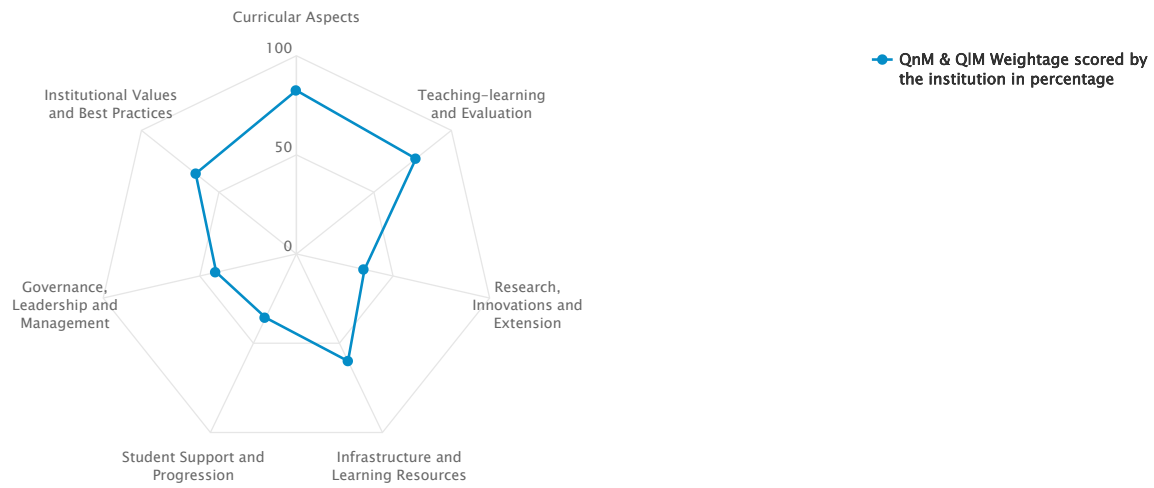 Curricular Aspects
100
50
0
Teaching-learning
and Evaluation
Research,
Innovations and
Extension
Infrastructure and
Learning Resources
Student Support and
Progression
Governance,
Leadership and
Management
Institutional Values
and Best Practices
QnM & QlM Weightage scored by
the institution in percentage